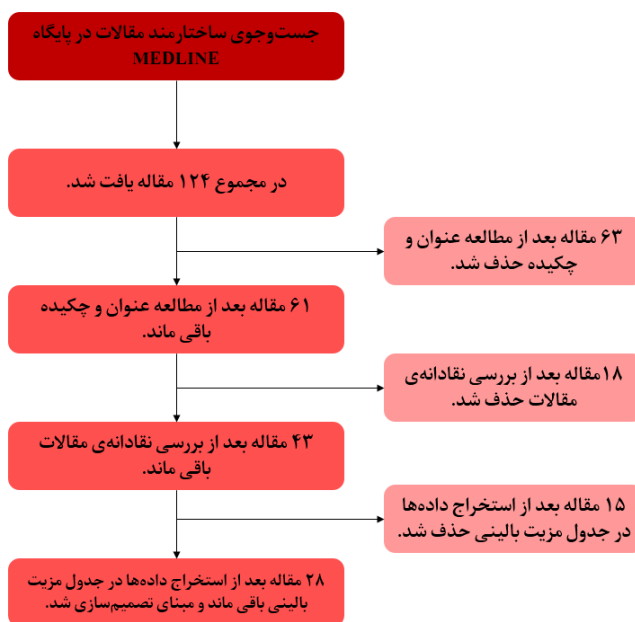 جست‌وجوی ساختارمند مقالات در پایگاه
MEDLINE
در مجموع ۱۲۴ مقاله یافت شد.
۶۳ مقاله بعد از مطالعه عنوان و
چکیده حذف شد.
۶۱ مقاله بعد از مطالعه عنوان و چکیده
باقی ماند.
۱۸مقاله بعد از بررسی نقادانه‌ی
مقالات حذف شد.
۴۳ مقاله بعد از بررسی نقادانه‌ی مقالات
باقی ماند.
۱۵ مقاله بعد از استخراج داده‌ها
در جدول مزیت بالینی حذف شد.
۲۸ مقاله بعد از استخراج داده‌ها در جدول مزیت
بالینی باقی ماند و مبنای تصمیم‌سازی شد.